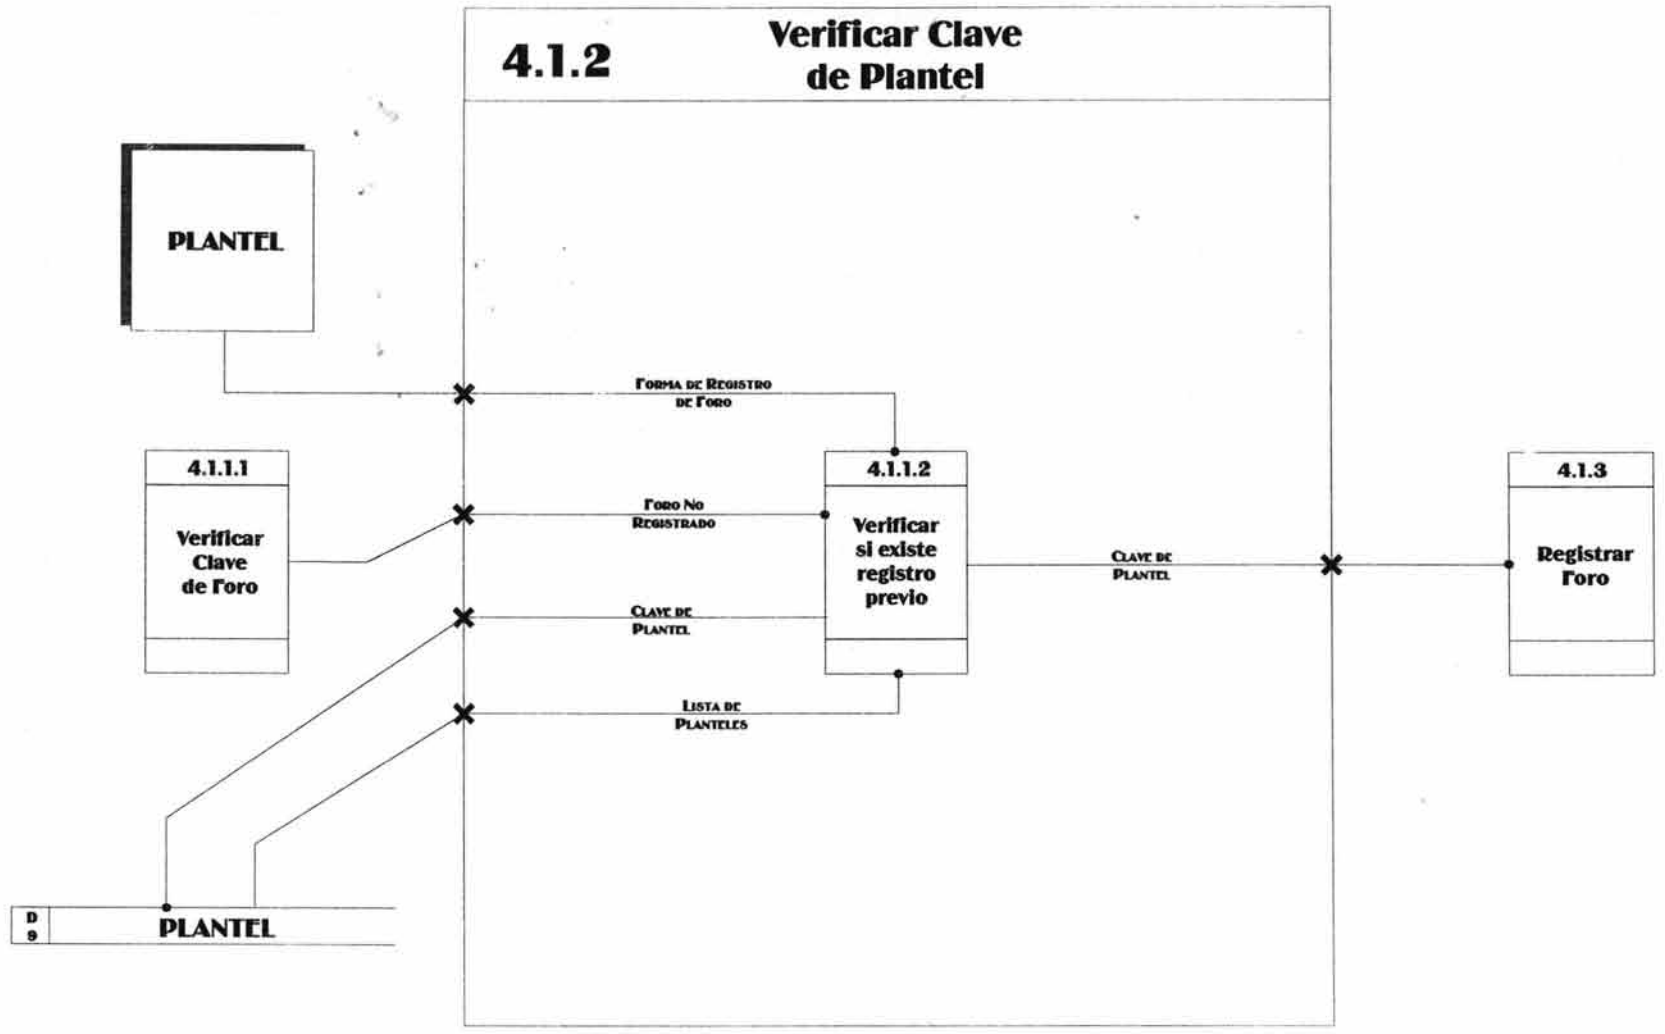 4.1.2
Verificar Clave
de Plantel
PLANTEL
FORMA DE REGISTRO
DE FORO
4.1.1.1
Verificar
Clave
de Foro
FORO NO
REGISTRADO
4.1.1.2
Verificar
si existe
registro
previo
CLAVE DE
PLANTEL
4.1.3
Registrar
Foro
CLAVE DE
PLANTEL
LISTA DE
PLANTELES
D
9
PLANTEL